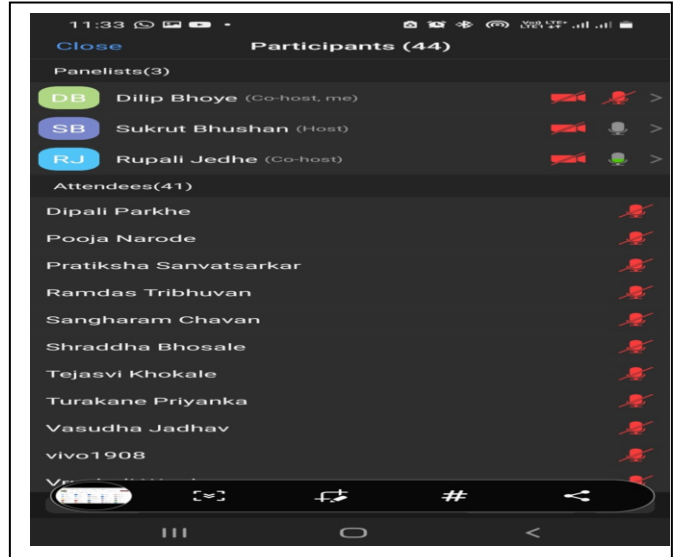 11:33
Close Participants (44)
Panelists(3)
DB Dilip Bhoye (Co-host, me)
SB Sukrut Bhushan (Host)
RJ Rupali Jedhe (Co-host)
Attendees(41)
Dipali Parkhe
Pooja Narode
Pratiksha Sanvatsarkar
Ramdas Tribhuvan
Sangharam Chavan
Shraddha Bhosale
Tejasvi Khokale
Turakane Priyanka
Vasudha Jadhav
vivo1908
#